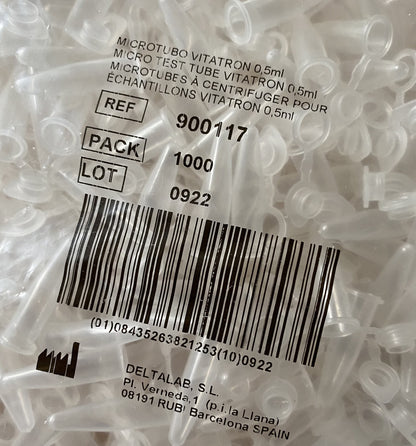 MICROTUBO VITATRON 0,5ml
MICRO TEST TUBE VITATRON 0,5ml
MICROTUBES À CENTRIFUGER POUR
ÉCHANTILLONS VITATRON 0,5ml
REF 900117
PACK 1000
LOT 0922
(01)08435263821253(10)0922
DELTALAB, S.L.
Pl. Verneda,1 (p.i.la Llana)
08191 RUBI Barcelona SPAIN